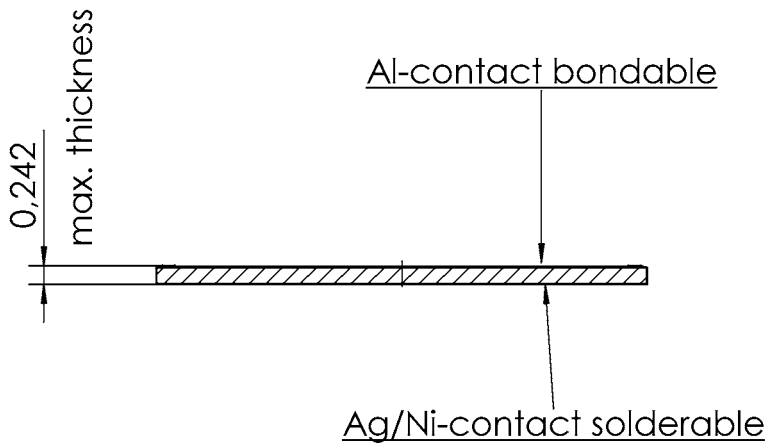 Al-contact bondable
0,242
max. thickness
Ag/Ni-contact solderable